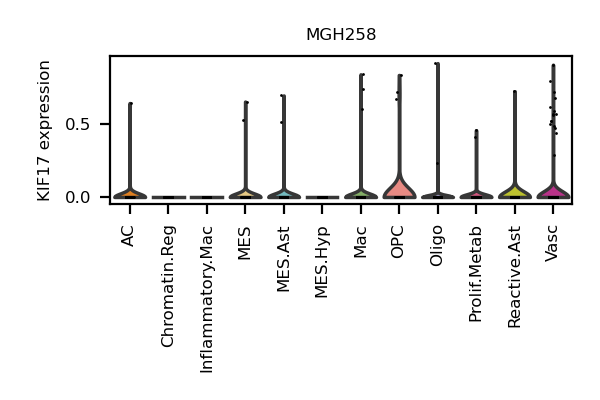 MGH258
KIF17 expression
0.5
0.0
AC
Chromatin.Reg
Inflammatory.Mac
MES
MES.Ast
MES.Hyp
Mac
OPC
Oligo
Prolif.Metab
Reactive.Ast
Vasc